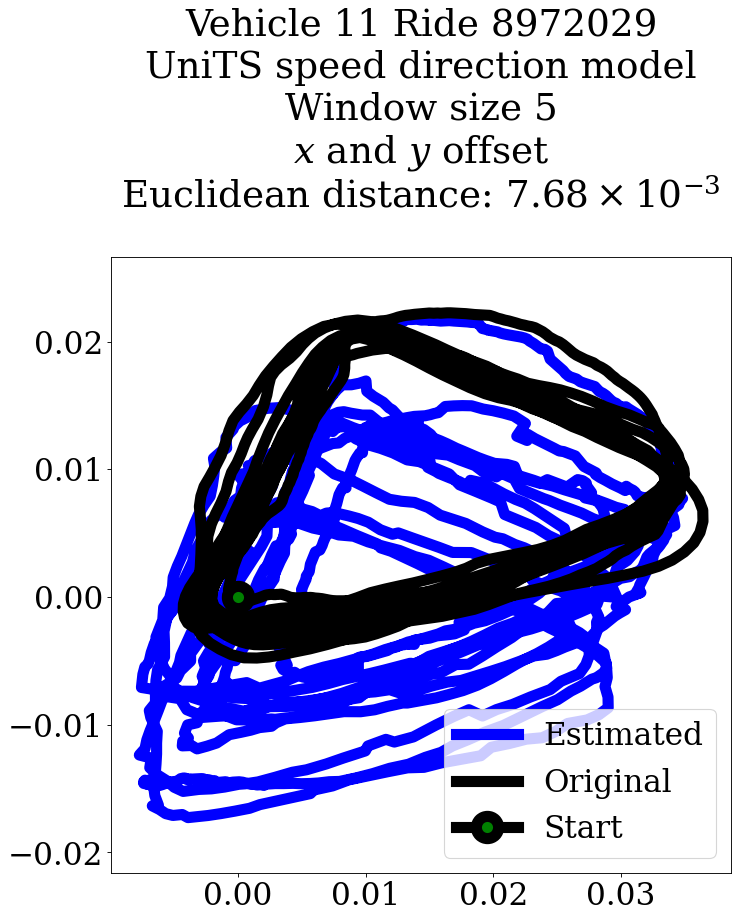 Vehicle 11 Ride 8972029
UniTS speed direction model
Window size 5
x and y offset
Euclidean distance: 7.68 × 10⁻³
0.02
0.01
0.00
−0.01
−0.02
Estimated
Original
Start
0.00 0.01 0.02 0.03